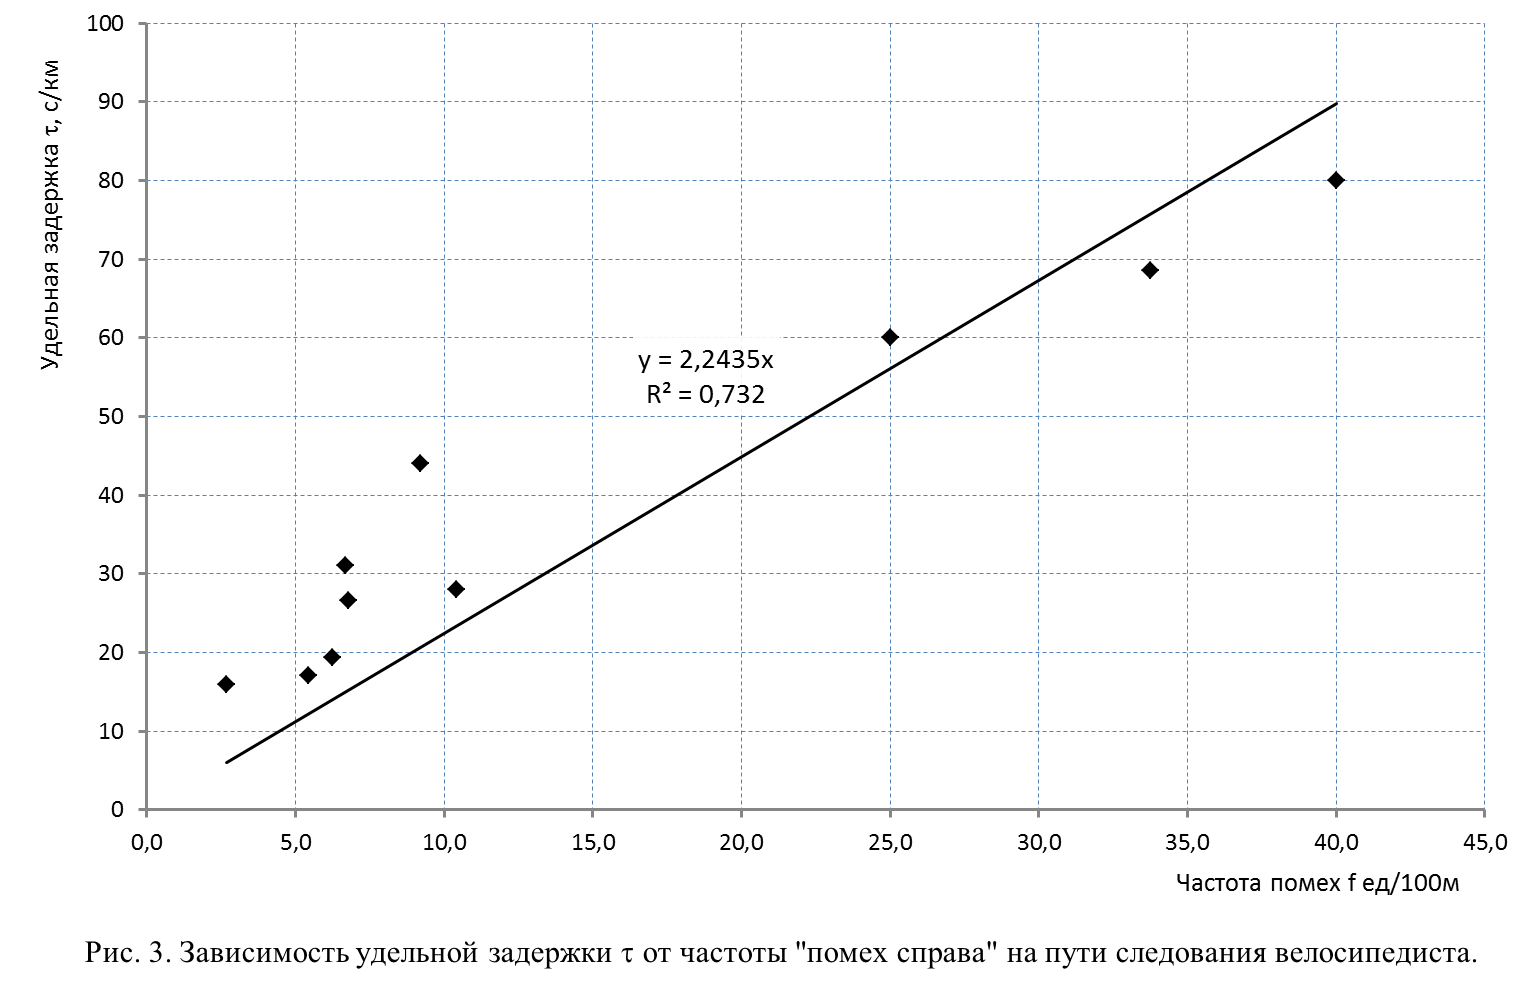 100
90
80
70
60
50
40
30
20
10
0
Удельная задержка τ, с/км
y = 2,2435x
R² = 0,732
0,0 5,0 10,0 15,0 20,0 25,0 30,0 35,0 40,0 45,0
Частота помех f ед/100м
Рис. 3. Зависимость удельной задержки τ от частоты "помех справа" на пути следования велосипедиста.